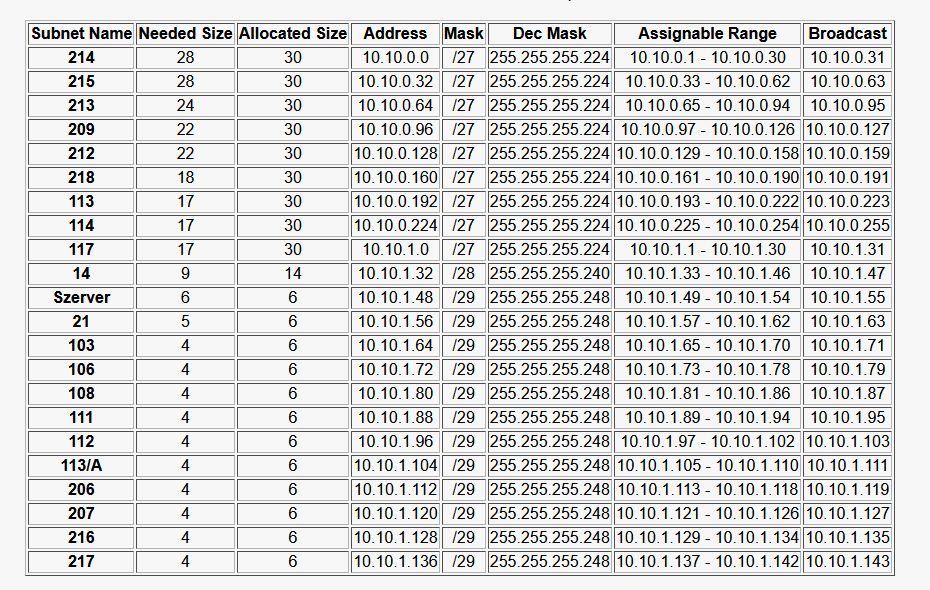 Subnet Name Needed Size Allocated Size Address Mask Dec Mask Assignable Range Broadcast
214 28 30 10.10.0.0 /27 255.255.255.224 10.10.0.1 - 10.10.0.30 10.10.0.31
215 28 30 10.10.0.32 /27 255.255.255.224 10.10.0.33 - 10.10.0.62 10.10.0.63
213 24 30 10.10.0.64 /27 255.255.255.224 10.10.0.65 - 10.10.0.94 10.10.0.95
209 22 30 10.10.0.96 /27 255.255.255.224 10.10.0.97 - 10.10.0.126 10.10.0.127
212 22 30 10.10.0.128 /27 255.255.255.224 10.10.0.129 - 10.10.0.158 10.10.0.159
218 18 30 10.10.0.160 /27 255.255.255.224 10.10.0.161 - 10.10.0.190 10.10.0.191
113 17 30 10.10.0.192 /27 255.255.255.224 10.10.0.193 - 10.10.0.222 10.10.0.223
114 17 30 10.10.0.224 /27 255.255.255.224 10.10.0.225 - 10.10.0.254 10.10.0.255
117 17 30 10.10.1.0 /27 255.255.255.224 10.10.1.1 - 10.10.1.30 10.10.1.31
14 9 14 10.10.1.32 /28 255.255.255.240 10.10.1.33 - 10.10.1.46 10.10.1.47
Szerver 6 6 10.10.1.48 /29 255.255.255.248 10.10.1.49 - 10.10.1.54 10.10.1.55
21 5 6 10.10.1.56 /29 255.255.255.248 10.10.1.57 - 10.10.1.62 10.10.1.63
103 4 6 10.10.1.64 /29 255.255.255.248 10.10.1.65 - 10.10.1.70 10.10.1.71
106 4 6 10.10.1.72 /29 255.255.255.248 10.10.1.73 - 10.10.1.78 10.10.1.79
108 4 6 10.10.1.80 /29 255.255.255.248 10.10.1.81 - 10.10.1.86 10.10.1.87
111 4 6 10.10.1.88 /29 255.255.255.248 10.10.1.89 - 10.10.1.94 10.10.1.95
112 4 6 10.10.1.96 /29 255.255.255.248 10.10.1.97 - 10.10.1.102 10.10.1.103
113/A 4 6 10.10.1.104 /29 255.255.255.248 10.10.1.105 - 10.10.1.110 10.10.1.111
206 4 6 10.10.1.112 /29 255.255.255.248 10.10.1.113 - 10.10.1.118 10.10.1.119
207 4 6 10.10.1.120 /29 255.255.255.248 10.10.1.121 - 10.10.1.126 10.10.1.127
216 4 6 10.10.1.128 /29 255.255.255.248 10.10.1.129 - 10.10.1.134 10.10.1.135
217 4 6 10.10.1.136 /29 255.255.255.248 10.10.1.137 - 10.10.1.142 10.10.1.143